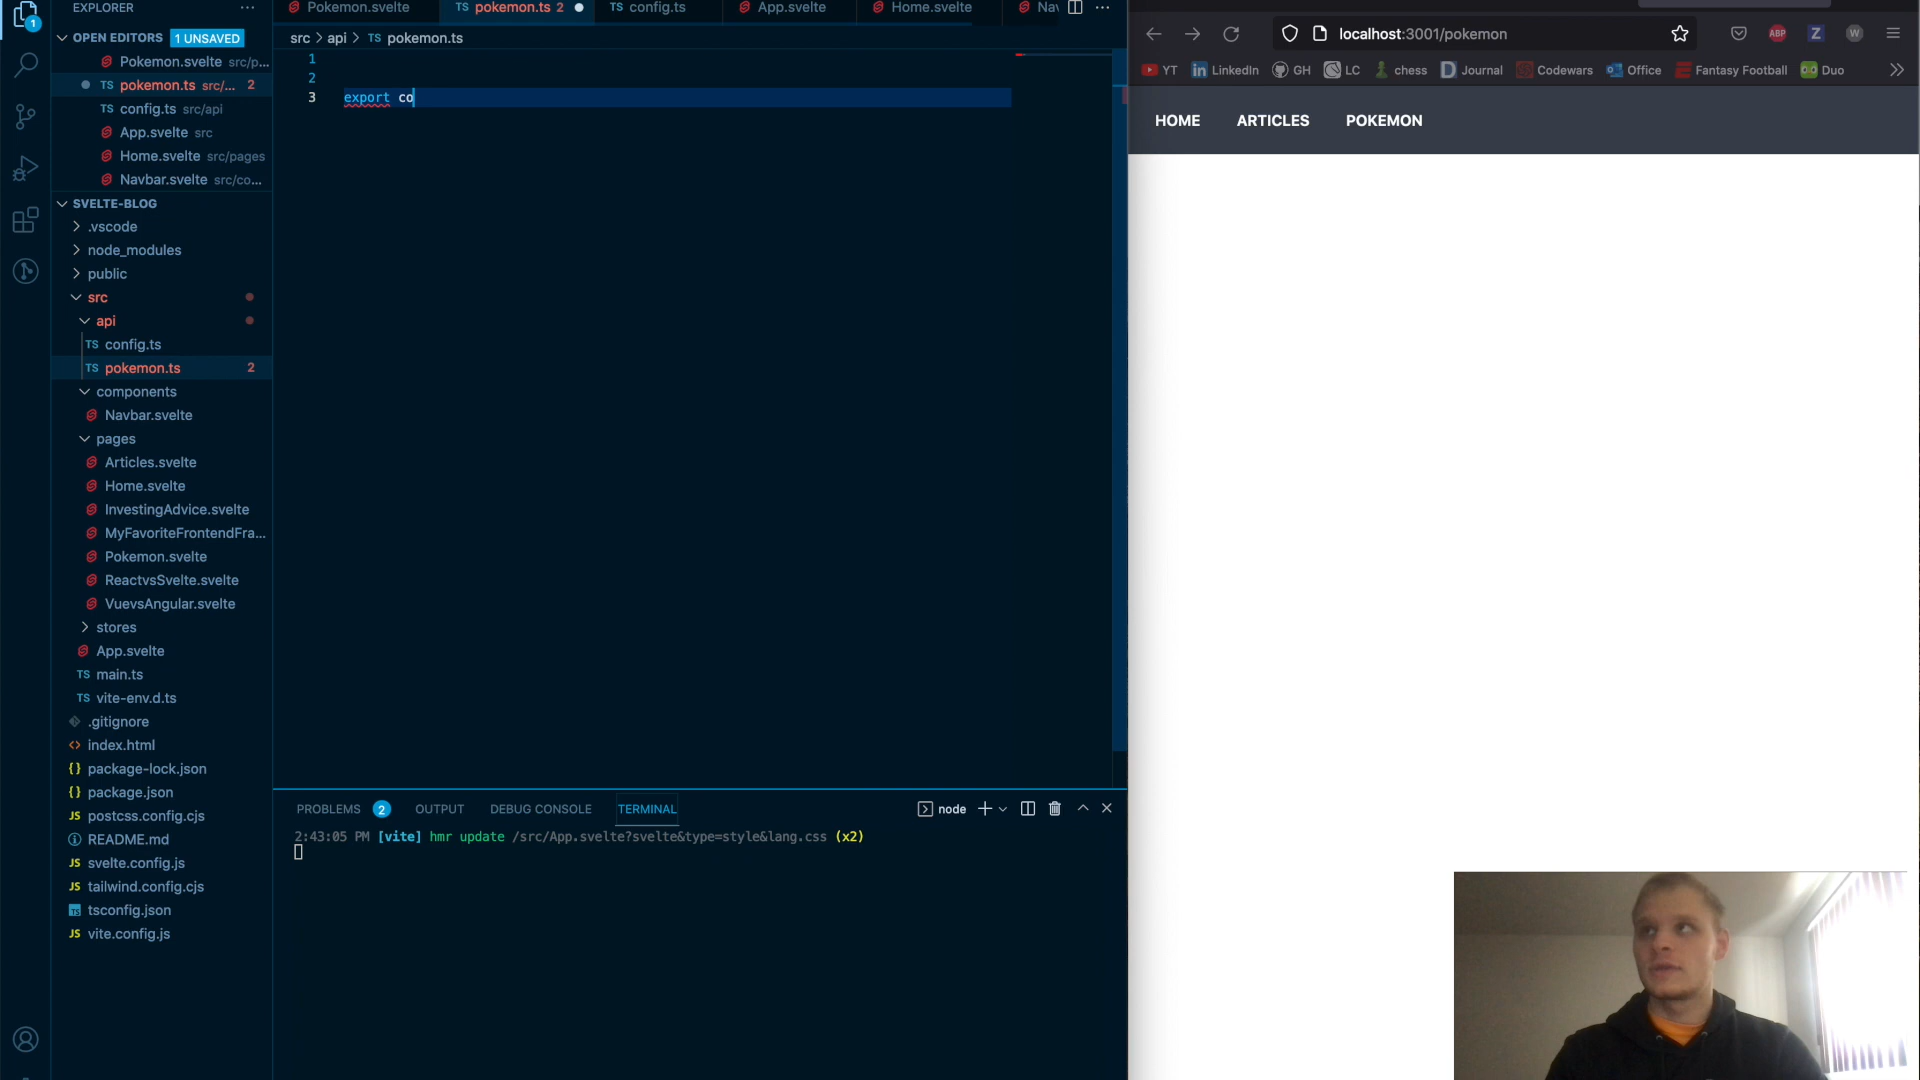 EXPLORER
OPEN EDITORS 1 UNSAVED
Pokemon.svelte src/p...
TS pokemon.ts src/... 2
config.ts src/api
App.svelte src
Home.svelte src/pages
Navbar.svelte src/co...
SVELTE-BLOG
.vscode
node_modules
public
src
api
TS config.ts
TS pokemon.ts 2
components
Navbar.svelte
pages
Articles.svelte
Home.svelte
InvestingAdvice.svelte
MyFavoriteFrontendFra...
Pokemon.svelte
ReactvsSvelte.svelte
VuevsAngular.svelte
stores
App.svelte
TS main.ts
TS vite-env.d.ts
.gitignore
<> index.html
{} package-lock.json
{} package.json
JS postcss.config.cjs
README.md
JS svelte.config.js
JS tailwind.config.cjs
TS tsconfig.json
JS vite.config.js
1
Pokemon.svelte
TS pokemon.ts 2
TS config.ts
App.svelte
Home.svelte
Nav
src > api > TS pokemon.ts
1
2
3 export co
PROBLEMS 2 OUTPUT DEBUG CONSOLE TERMINAL
node
2:43:05 PM [vite] hmr update /src/App.svelte?svelte&type=style&lang.css (x2)
localhost:3001/pokemon
ABP
Z
W
YT
in LinkedIn
GH
LC
chess
D Journal
Codewars
Office
Fantasy Football
Duo
HOME ARTICLES POKEMON